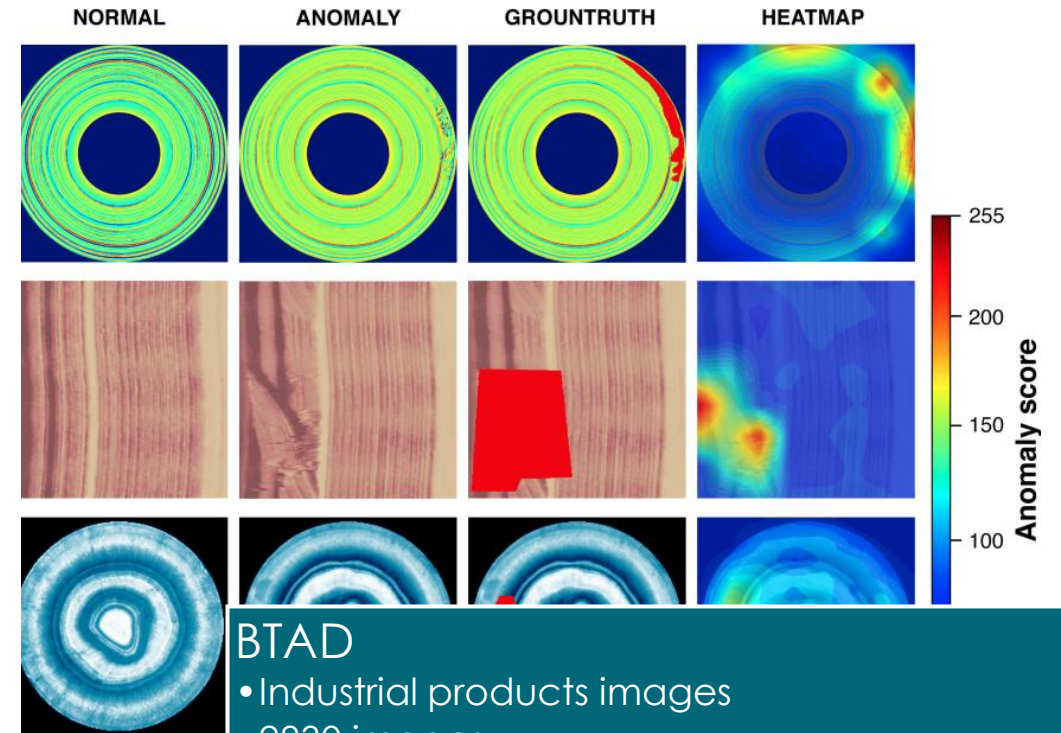 NORMAL ANOMALY GROUNTRUTH HEATMAP
255
200
150
100
Anomaly score
BTAD
•Industrial products images